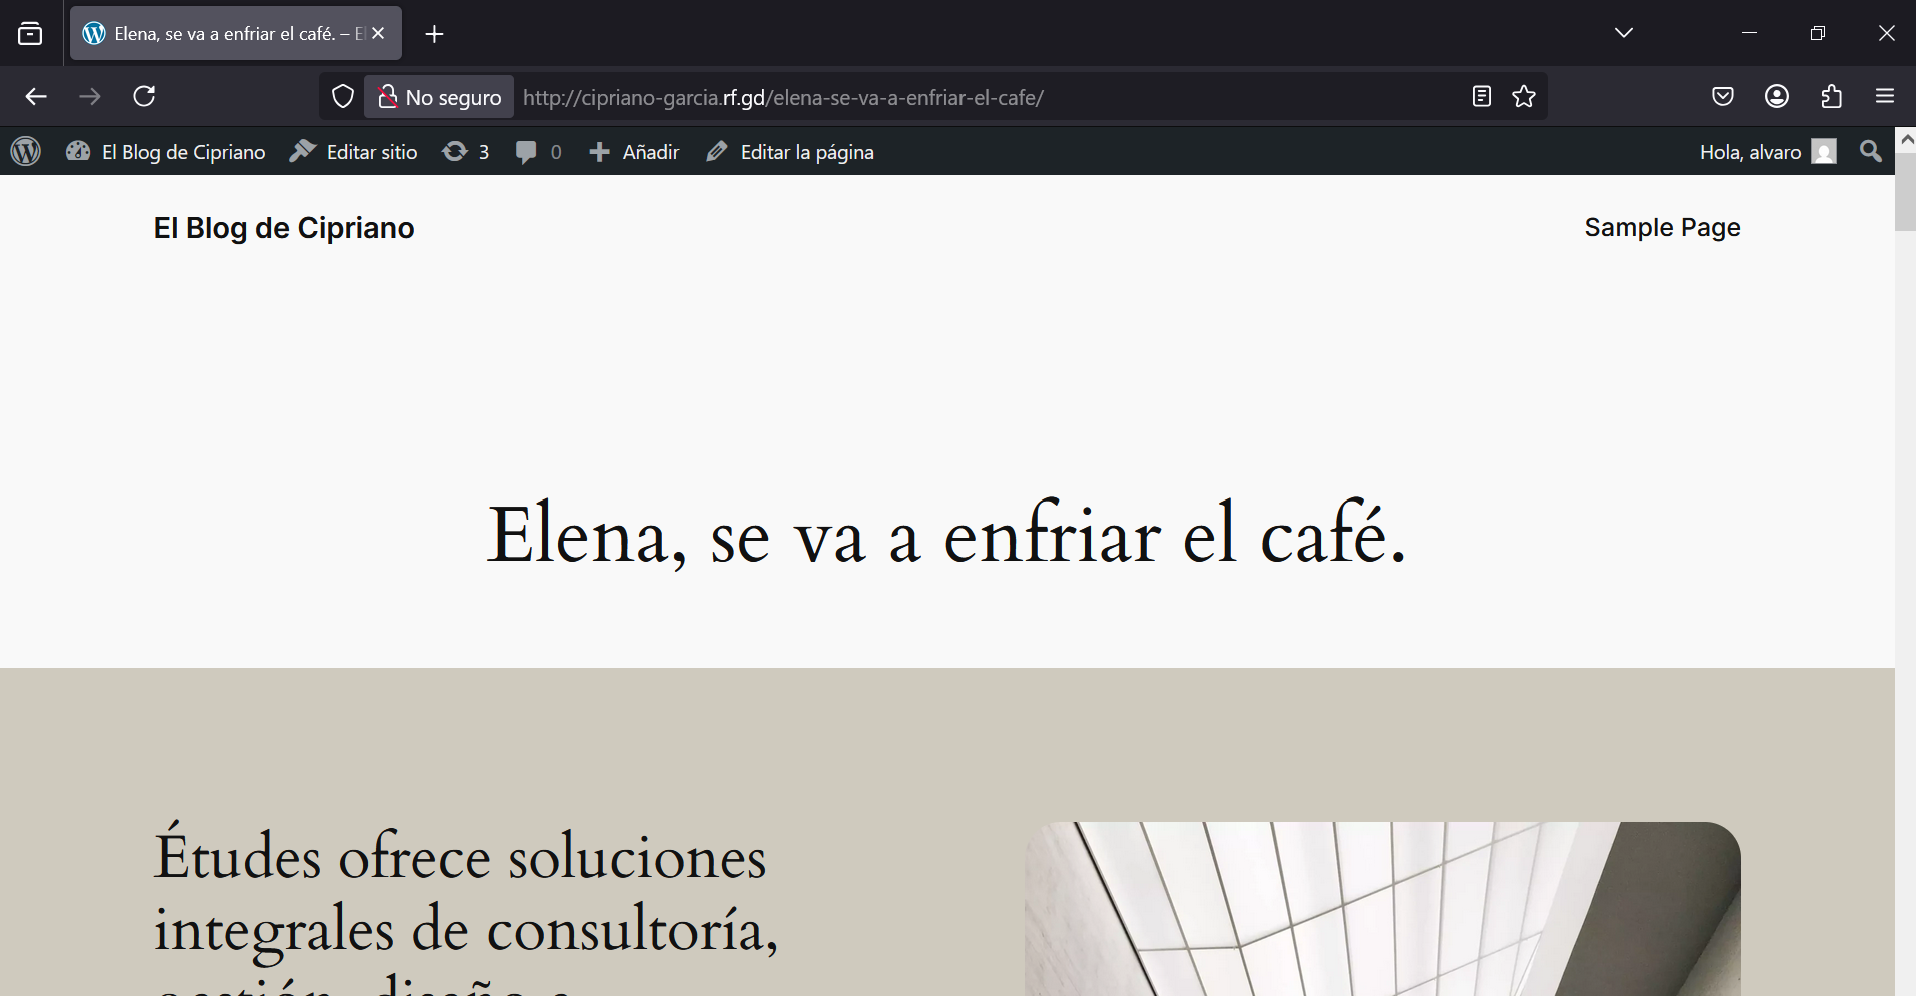 Elena, se va a enfriar el café. – El
No seguro
http://cipriano-garcia.rf.gd/elena-se-va-a-enfriar-el-cafe/
El Blog de Cipriano
Editar sitio
3
0
Añadir
Editar la página
Hola, alvaro
El Blog de Cipriano
Sample Page
Elena, se va a enfriar el café.
Études ofrece soluciones
integrales de consultoría,
gestión, diseño e